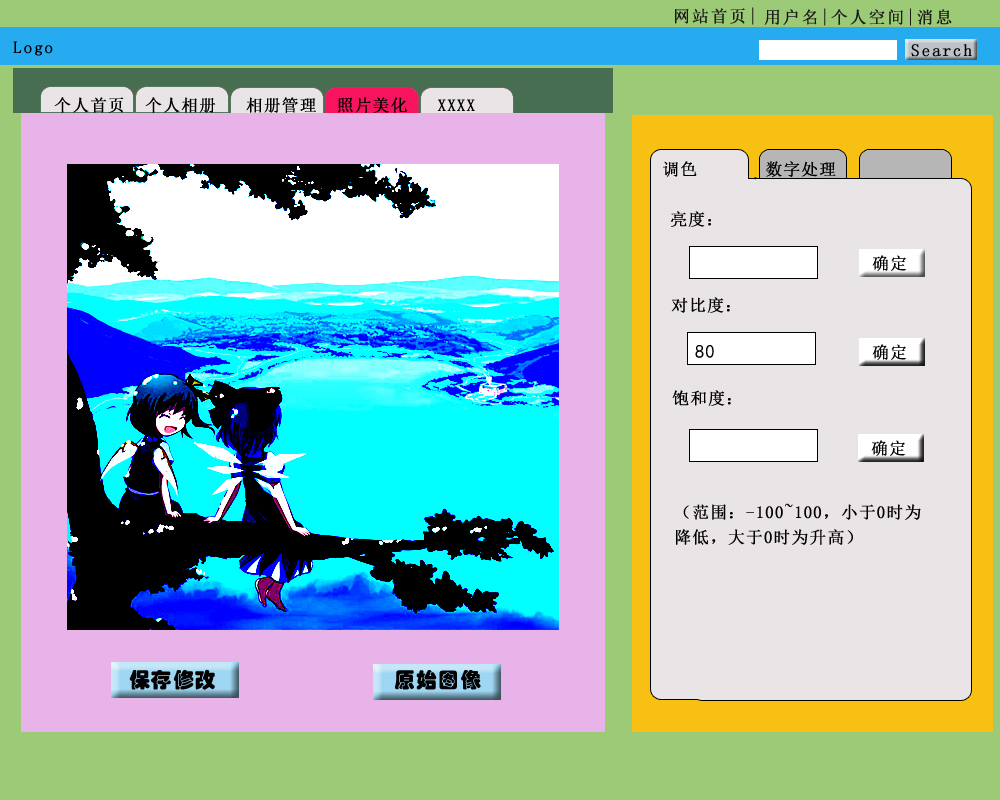 网站首页| 用户名|个人空间|消息
Logo
Search
个人首页 个人相册 相册管理 照片美化 XXXX
调色 数字处理
亮度：
确定
对比度：
80 确定
饱和度：
确定
（范围：-100~100，小于0时为
降低，大于0时为升高）
保存修改 原始图像